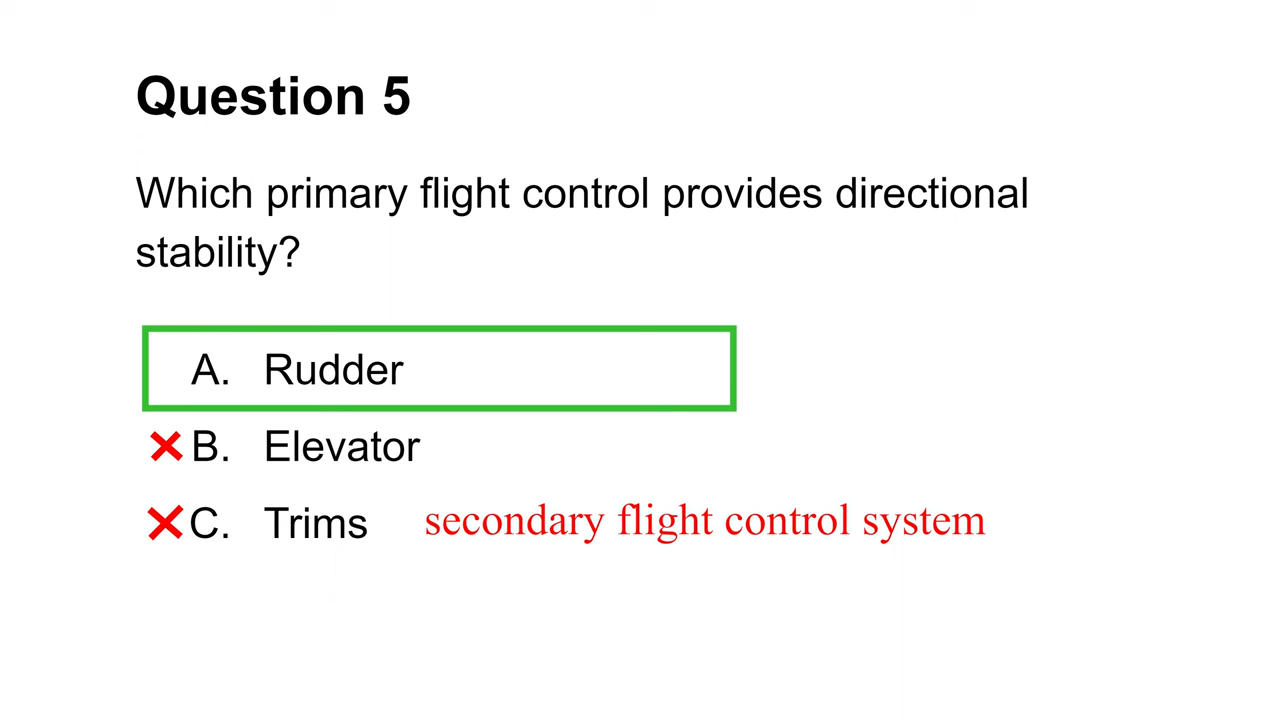 Question 5
Which primary flight control provides directional
stability?
A. Rudder
B. Elevator
C. Trims secondary flight control system